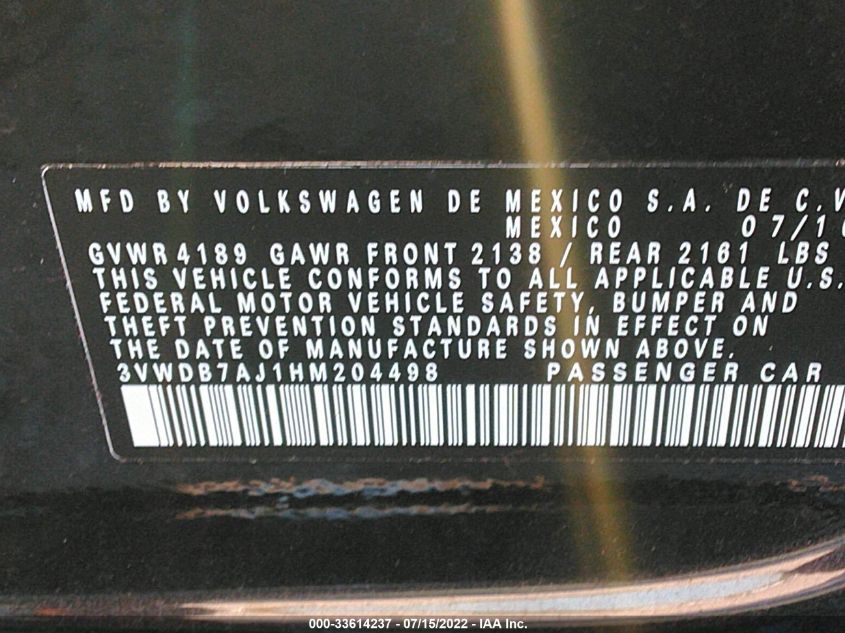 MFD BY VOLKSWAGEN DE MEXICO S.A. DE C.V
MEXICO 07/1
GVWR 4189 GAWR FRONT 2138 / REAR 2161 LBS
THIS VEHICLE CONFORMS TO ALL APPLICABLE U.S.
FEDERAL MOTOR VEHICLE SAFETY, BUMPER AND
THEFT PREVENTION STANDARDS IN EFFECT ON
THE DATE OF MANUFACTURE SHOWN ABOVE.
3VWDB7AJ1HM204498 PASSENGER CAR
000-33614237 - 07/15/2022 - IAA Inc.